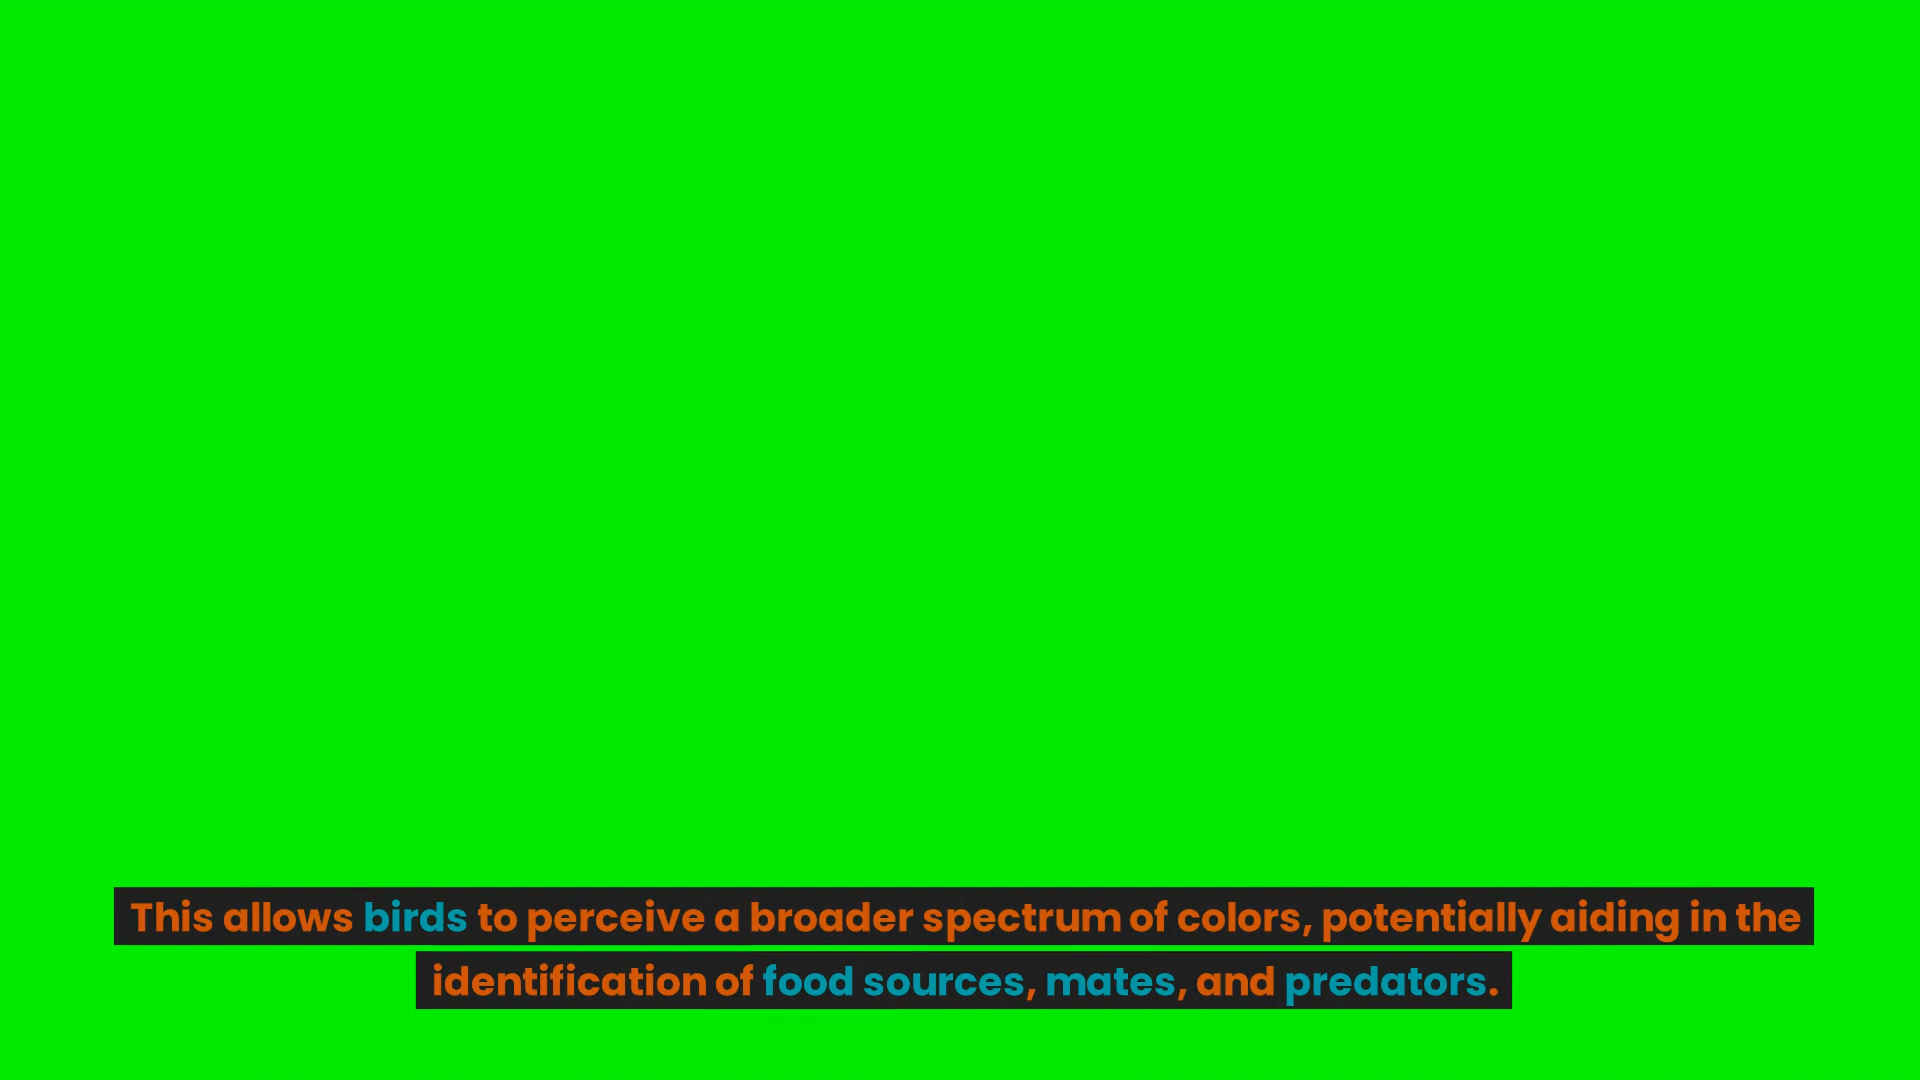 This allows birds to perceive a broader spectrum of colors, potentially aiding in the
identification of food sources, mates, and predators.